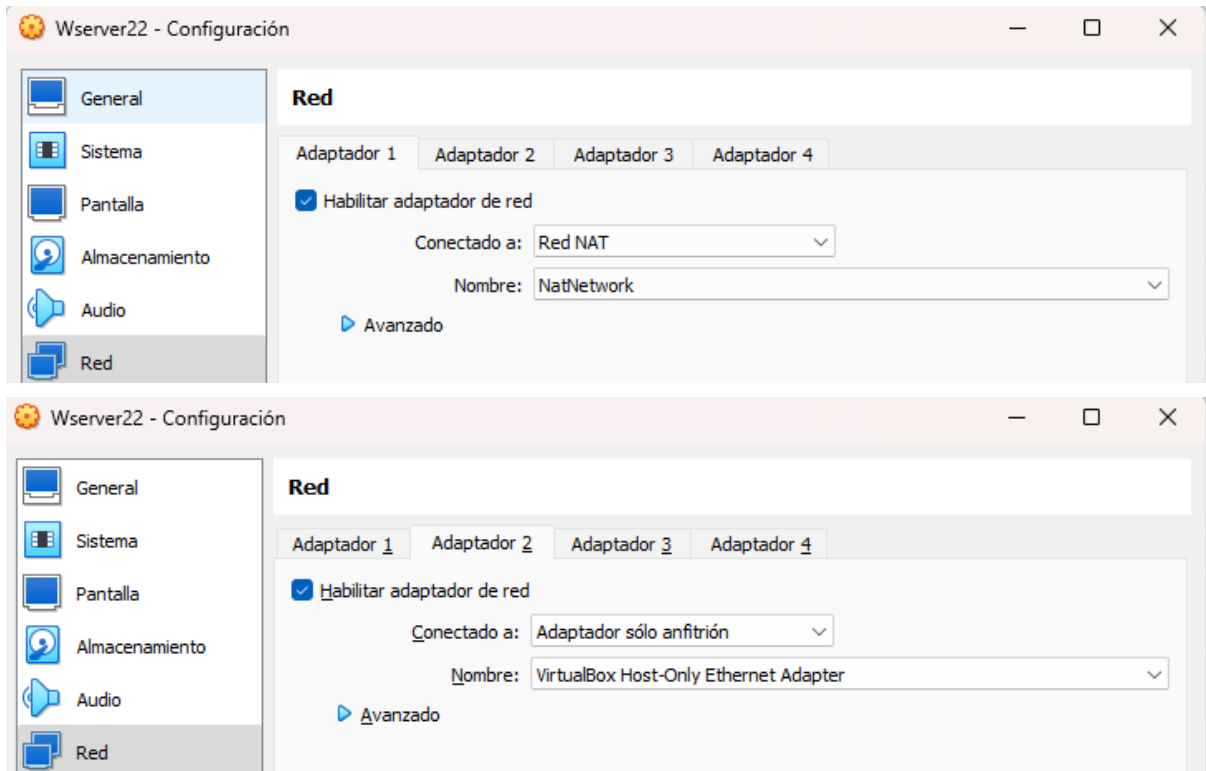 Wserver22 - Configuración
General
Red
Sistema
Adaptador 1 Adaptador 2 Adaptador 3 Adaptador 4
Pantalla
Habilitar adaptador de red
Conectado a: Red NAT
Almacenamiento
Nombre: NatNetwork
Audio
Avanzado
Red
Wserver22 - Configuración
General
Red
Sistema
Adaptador 1 Adaptador 2 Adaptador 3 Adaptador 4
Pantalla
Habilitar adaptador de red
Conectado a: Adaptador sólo anfitrión
Almacenamiento
Nombre: VirtualBox Host-Only Ethernet Adapter
Audio
Avanzado
Red